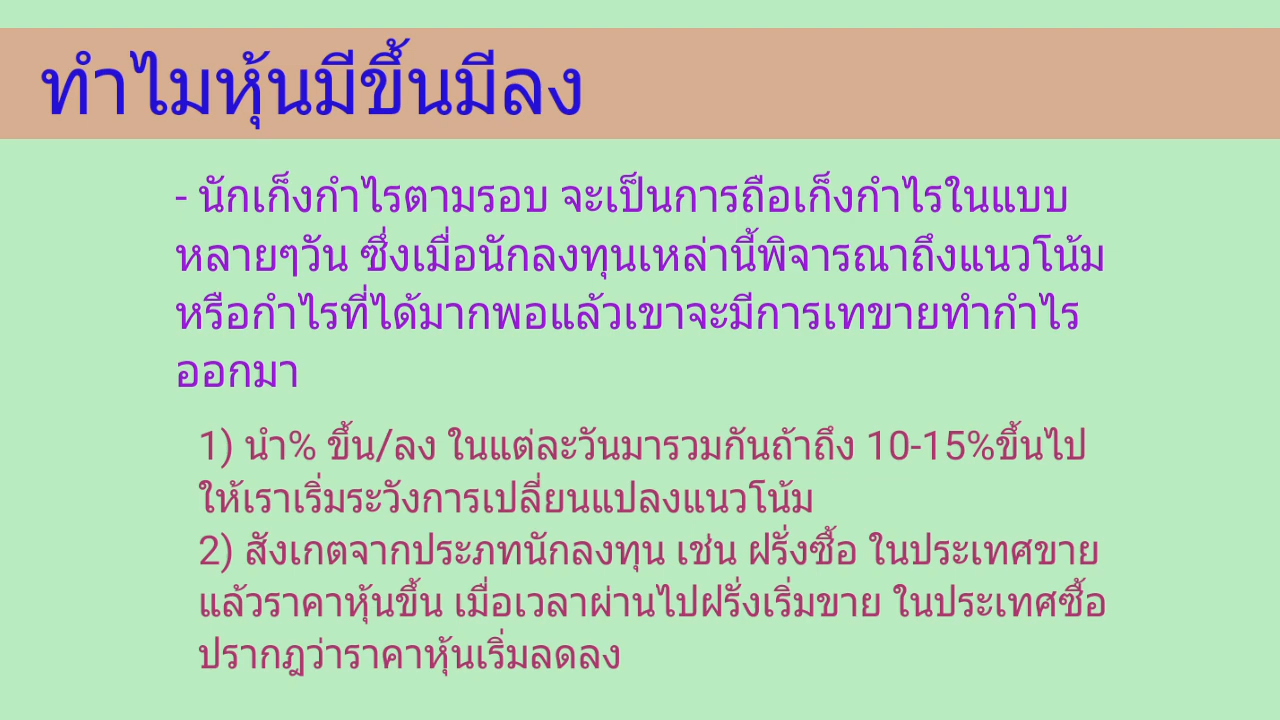 ทำไมหุ้นมีขึ้นมีลง
- นักเก็งกำไรตามรอบ จะเป็นการถือเก็งกำไรในแบบ
หลายๆวัน ซึ่งเมื่อนักลงทุนเหล่านี้พิจารณาถึงแนวโน้ม
หรือกำไรที่ได้มากพอแล้วเขาจะมีการเทขายทำกำไร
ออกมา
1) นำ% ขึ้น/ลง ในแต่ละวันมารวมกันถ้าถึง 10-15%ขึ้นไป
ให้เราเริ่มระวังการเปลี่ยนแปลงแนวโน้ม
2) สังเกตจากประภทนักลงทุน เช่น ฝรั่งซื้อ ในประเทศขาย
แล้วราคาหุ้นขึ้น เมื่อเวลาผ่านไปฝรั่งเริ่มขาย ในประเทศซื้อ
ปรากฎว่าราคาหุ้นเริ่มลดลง